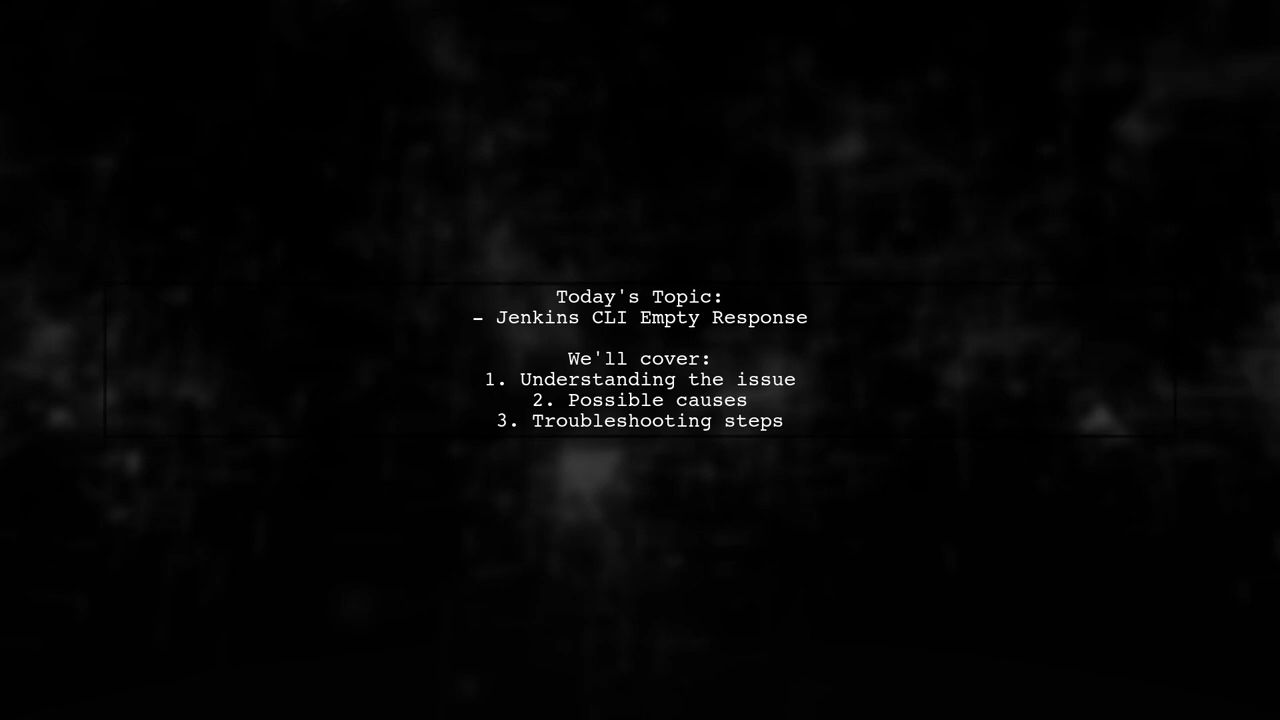 Today's Topic:
– Jenkins CLI Empty Response
We'll cover:
1. Understanding the issue
2. Possible causes
3. Troubleshooting steps